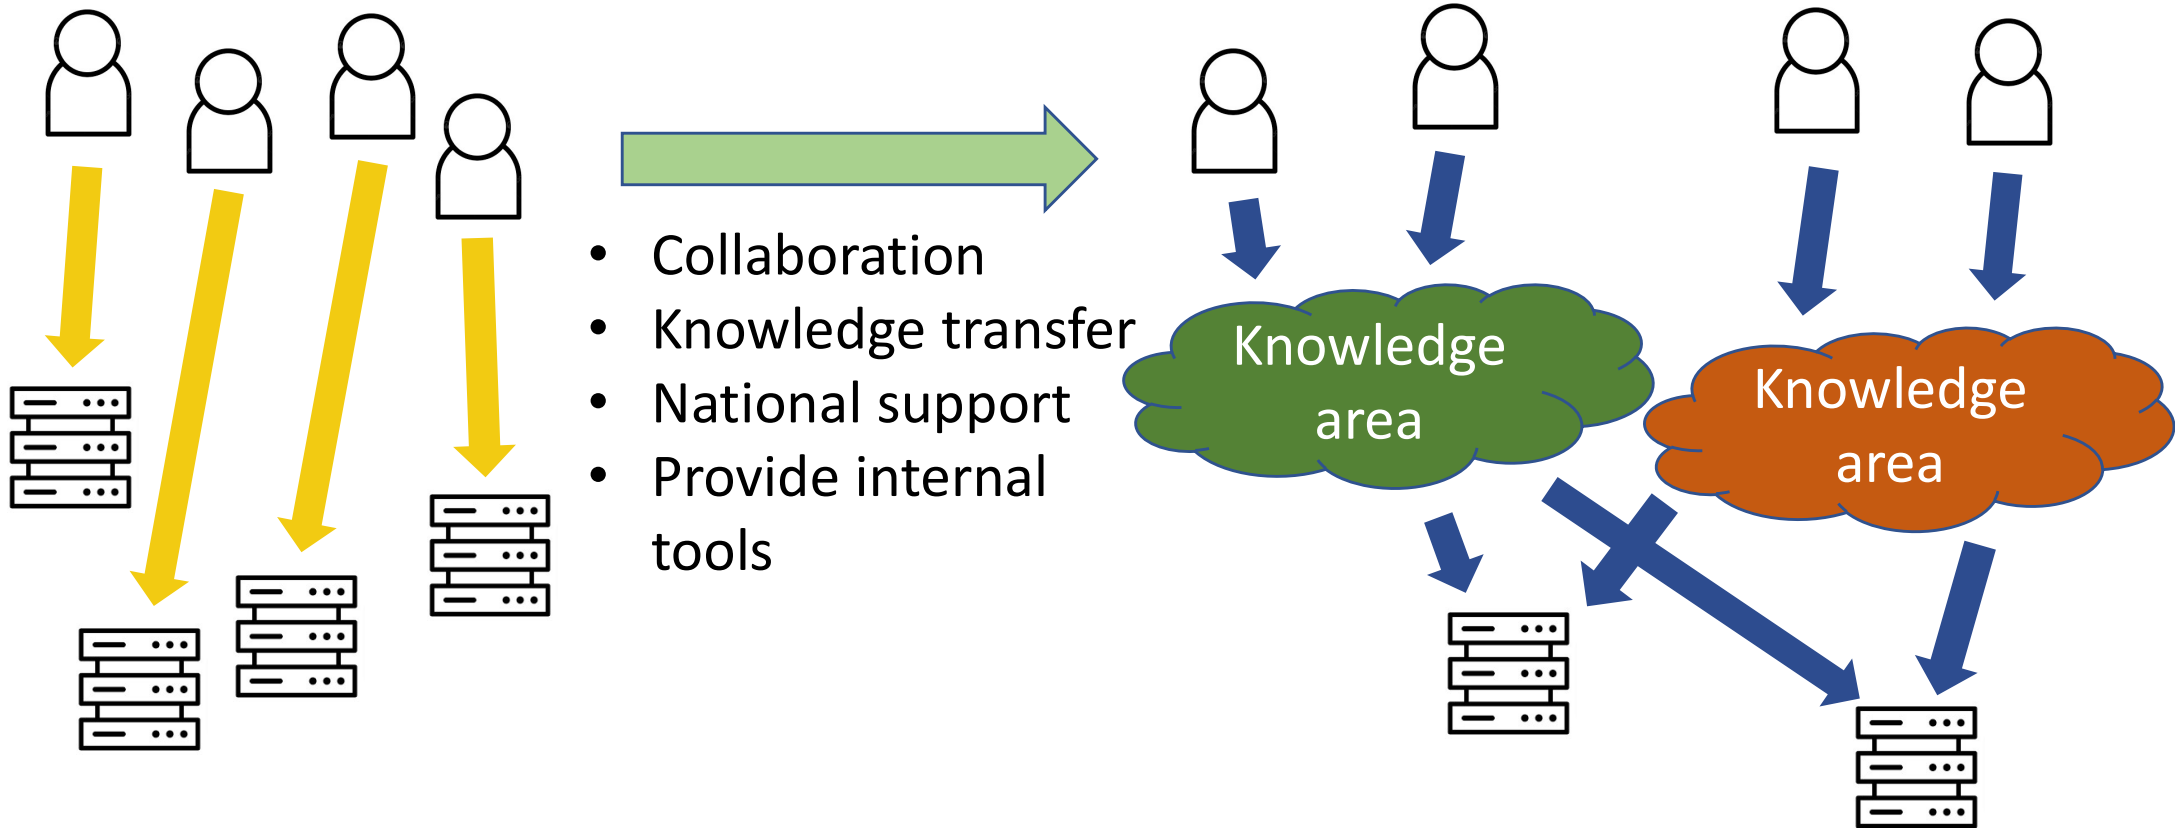 • Collaboration
• Knowledge transfer
• National support
• Provide internal
tools
Knowledge
area
Knowledge
area